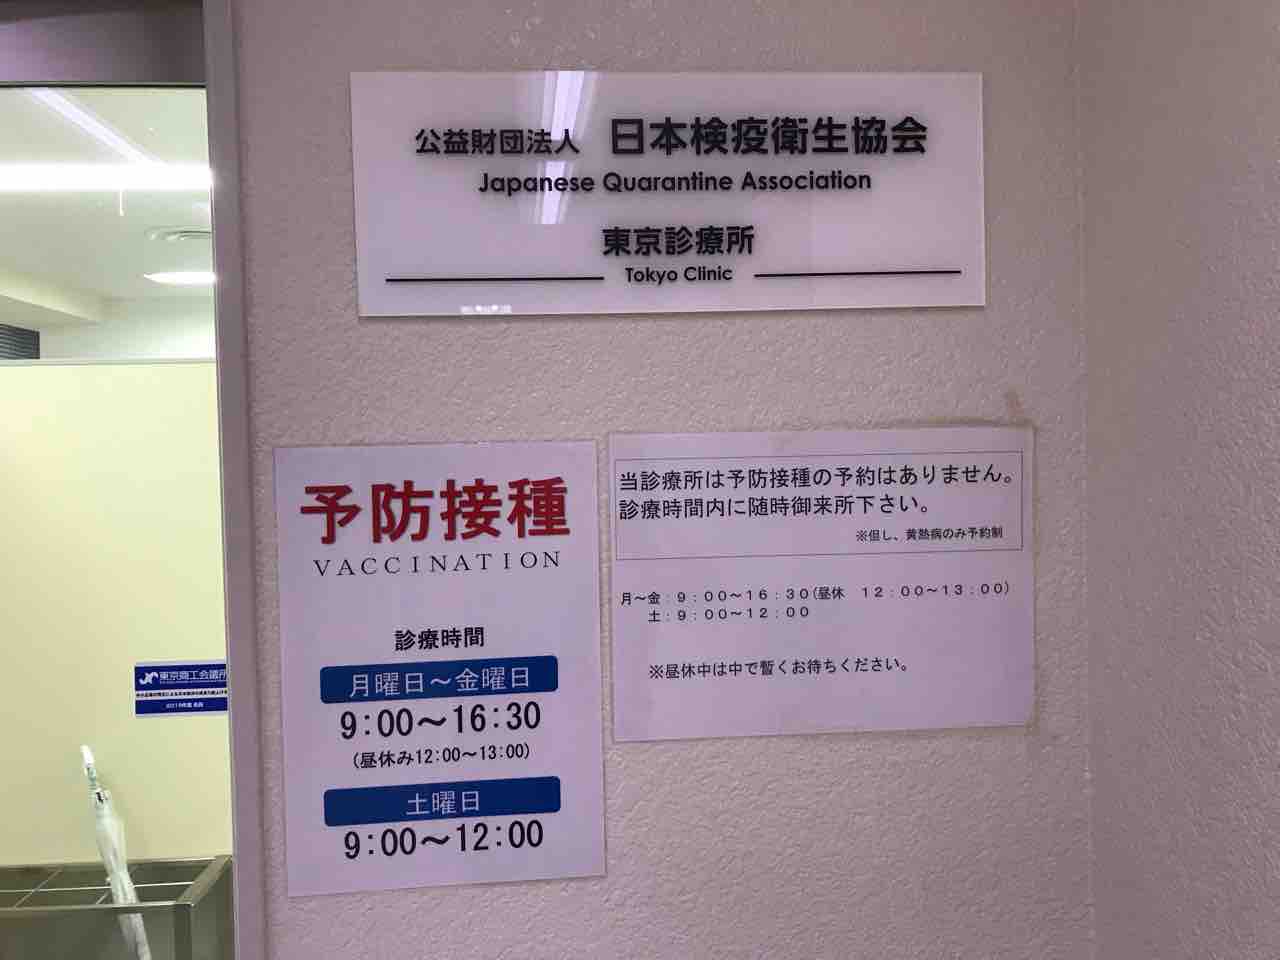 公益財団法人 日本検疫衛生協会
Japanese Quarantine Association
東京診療所
Tokyo Clinic
予防接種
VACCINATION
診療時間
月曜日～金曜日
9:00～16:30
(昼休み12:00～13:00)
土曜日
9:00～12:00
当診療所は予防接種の予約はありません。
診療時間内に随時御来所下さい。
※但し、黄熱病のみ予約制
月～金：９：００～１６：３０(昼休　１２：００～１３：００)
土：９：００～１２：００
※昼休中は中で暫くお待ちください。
東京商工会議所